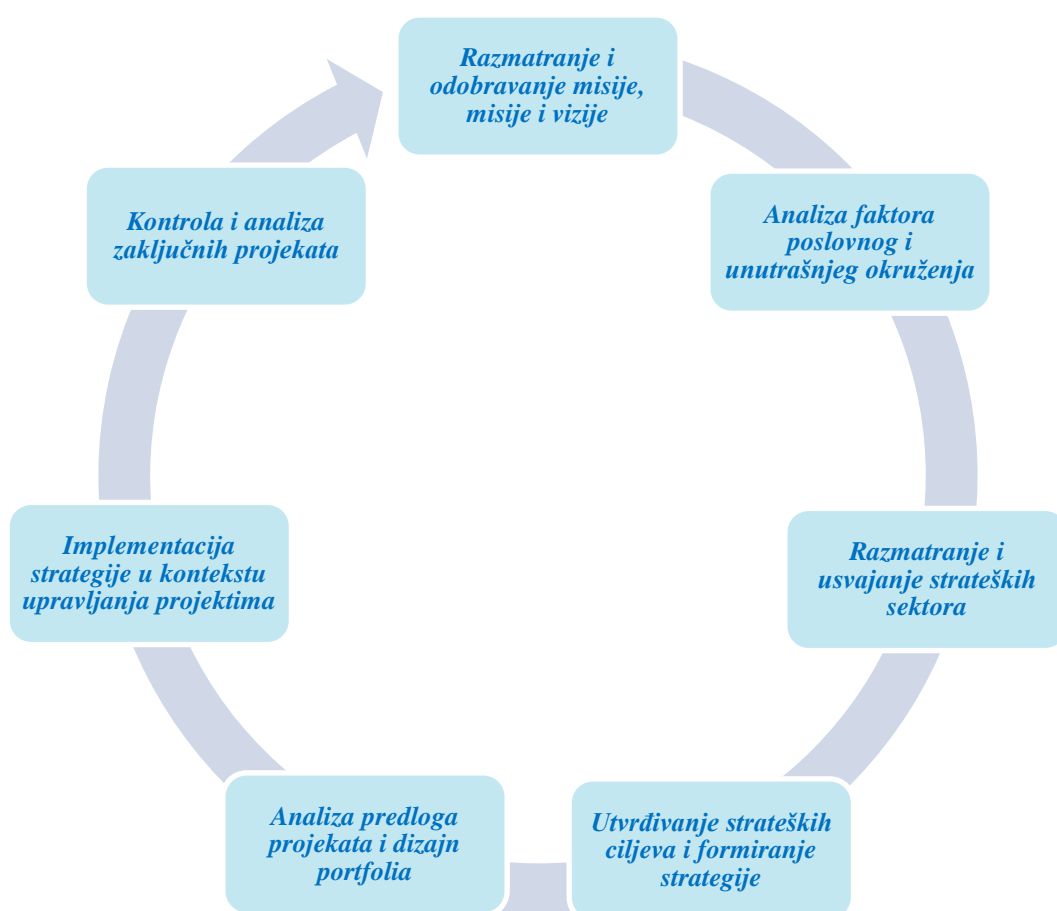 Razmatranje i
odobravanje misije,
misije i vizije
Analiza faktora
poslovnog i
unutrašnjeg okruženja
Razmatranje i
usvajanje strateških
sektora
Utvrđivanje strateških
ciljeva i formiranje
strategije
Analiza predloga
projekata i dizajn
portfolia
Implementacija
strategije u kontekstu
upravljanja projektima
Kontrola i analiza
zaključnih projekata